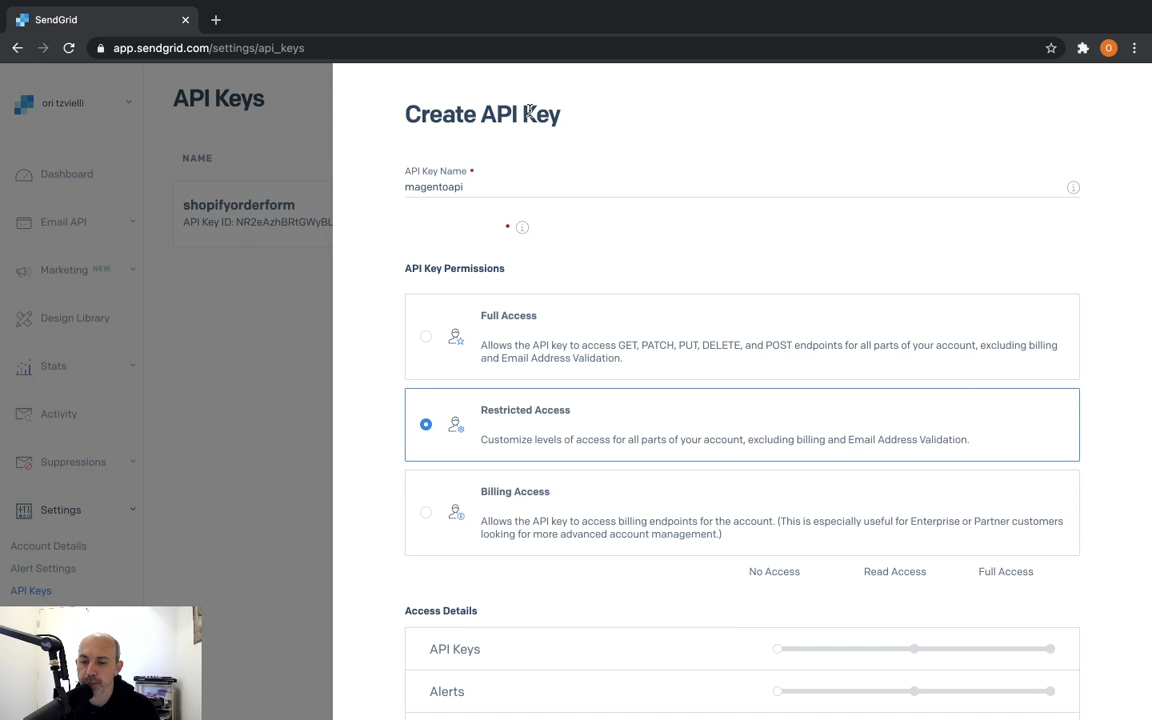 SendGrid
app.sendgrid.com/settings/api_keys
O
ori tzvielli
Dashboard
Email API
Marketing NEW
Design Library
Stats
Activity
Suppressions
Settings
Account Details
Alert Settings
API Keys
API Keys
NAME
shopifyorderform
API Key ID: NR2eAzhBRtGWyBL
Create API Key
API Key Name •
magentoapi
API Key Permissions
Full Access
Allows the API key to access GET, PATCH, PUT, DELETE, and POST endpoints for all parts of your account, excluding billing
and Email Address Validation.
Restricted Access
Customize levels of access for all parts of your account, excluding billing and Email Address Validation.
Billing Access
Allows the API key to access billing endpoints for the account. (This is especially useful for Enterprise or Partner customers
looking for more advanced account management.)
No Access Read Access Full Access
Access Details
API Keys
Alerts